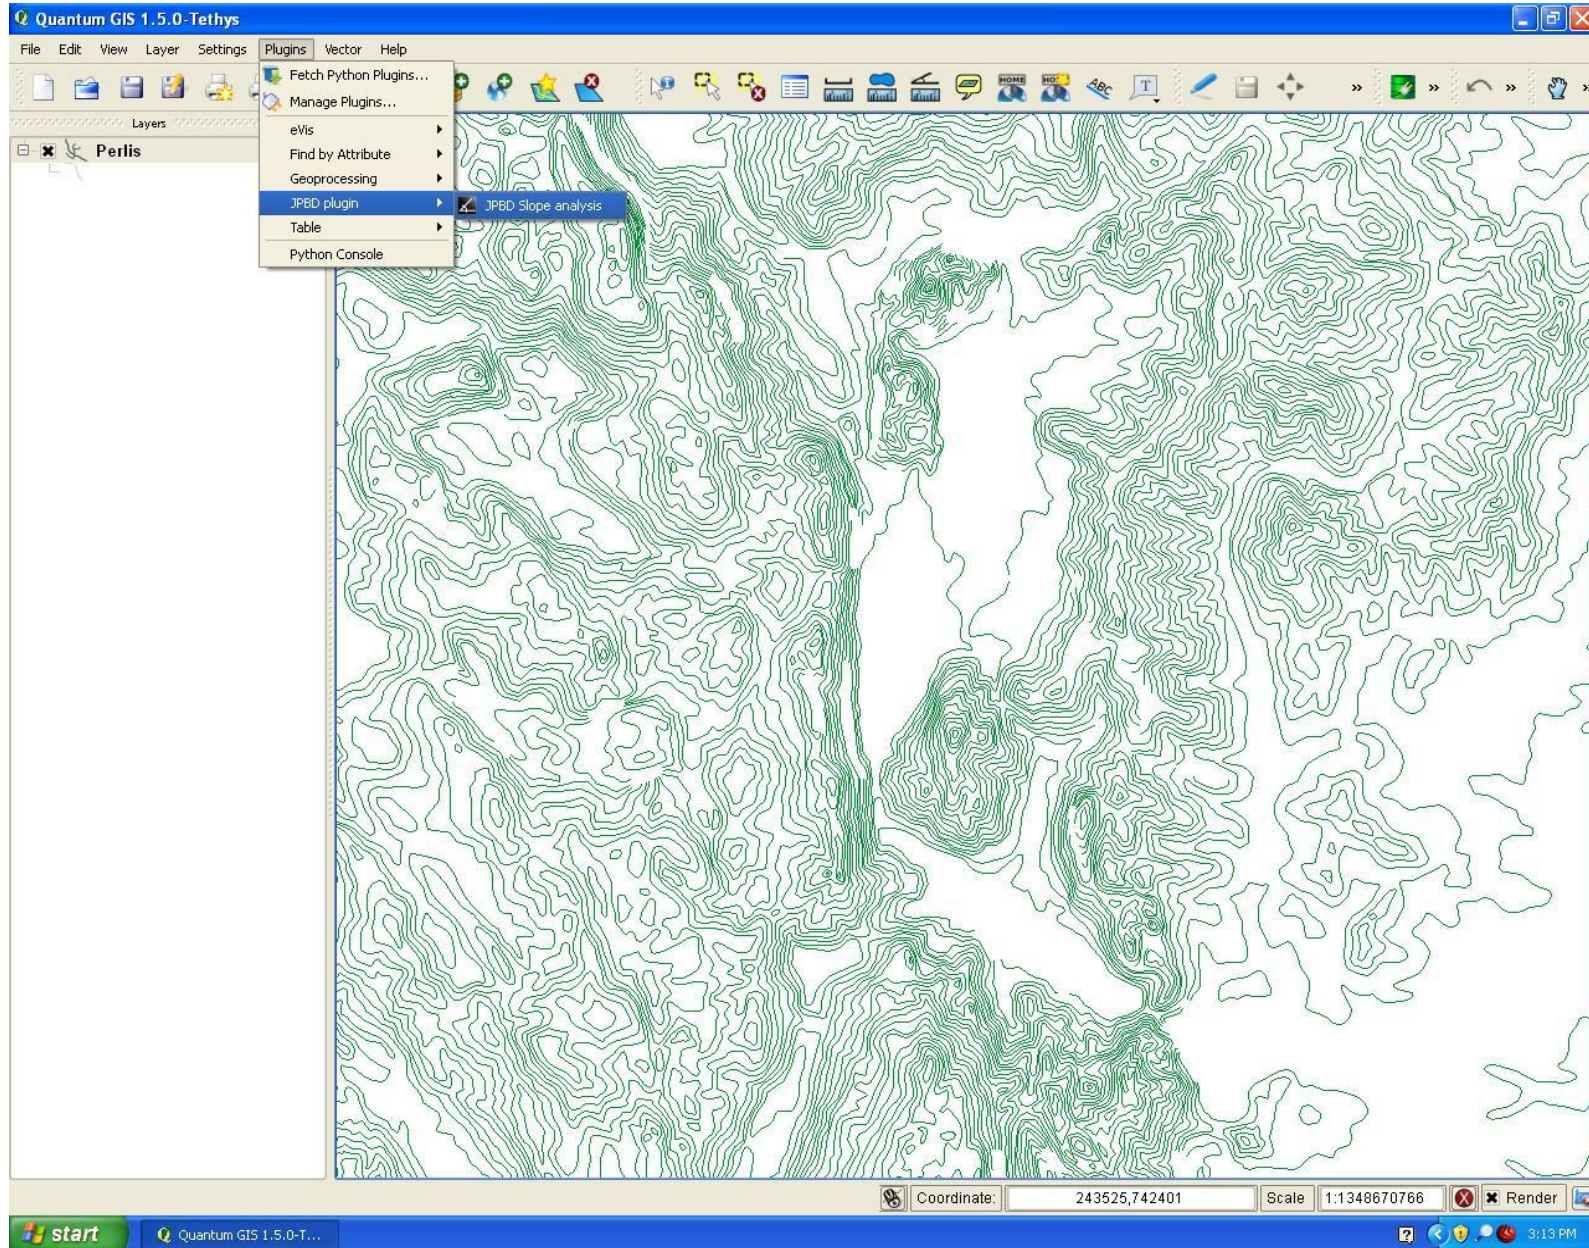 Quantum GIS 1.5.0-Tethys
File Edit View Layer Settings Plugins Vector Help
Fetch Python Plugins...
Manage Plugins...
eVis
Find by Attribute
Geoprocessing
JPBD plugin
JPBD Slope analysis
Table
Python Console
HOME
ABC
T
Layers
Perlis
Coordinate: 243525,742401 Scale 1:1348670766 Render
start Quantum GIS 1.5.0-T... 3:13 PM